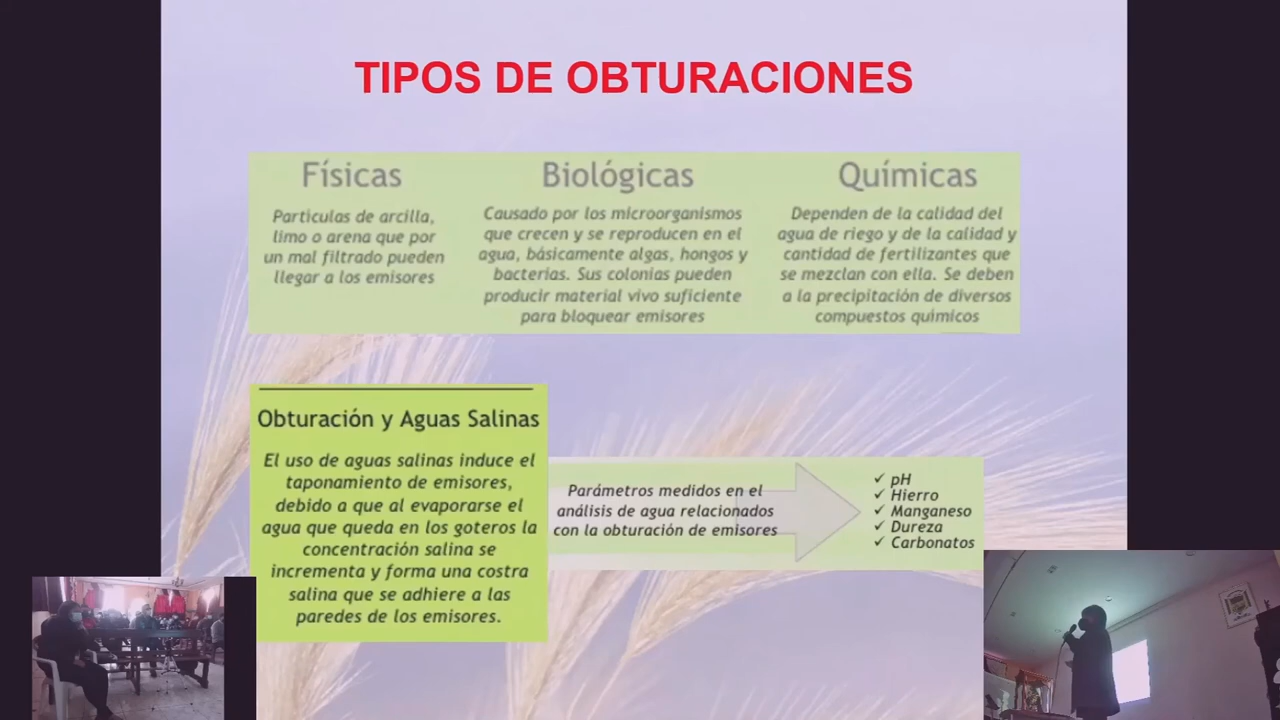 TIPOS DE OBTURACIONES
Físicas
Particulas de arcilla,
limo o arena que por
un mal filtrado pueden
llegar a los emisores
Biológicas
Causado por los microorganismos
que crecen y se reproducen en el
agua, básicamente algas, hongos y
bacterias. Sus colonias pueden
producir material vivo suficiente
para bloquear emisores
Químicas
Dependen de la calidad del
agua de riego y de la calidad y
cantidad de fertilizantes que
se mezclan con ella. Se deben
a la precipitación de diversos
compuestos químicos
Obturación y Aguas Salinas
El uso de aguas salinas induce el
taponamiento de emisores,
debido a que al evaporarse el
agua que queda en los goteros la
concentración salina se
incrementa y forma una costra
salina que se adhiere a las
paredes de los emisores.
Parámetros medidos en el
análisis de agua relacionados
con la obturación de emisores
✓ pH
✓ Hierro
✓ Manganeso
✓ Dureza
✓ Carbonatos